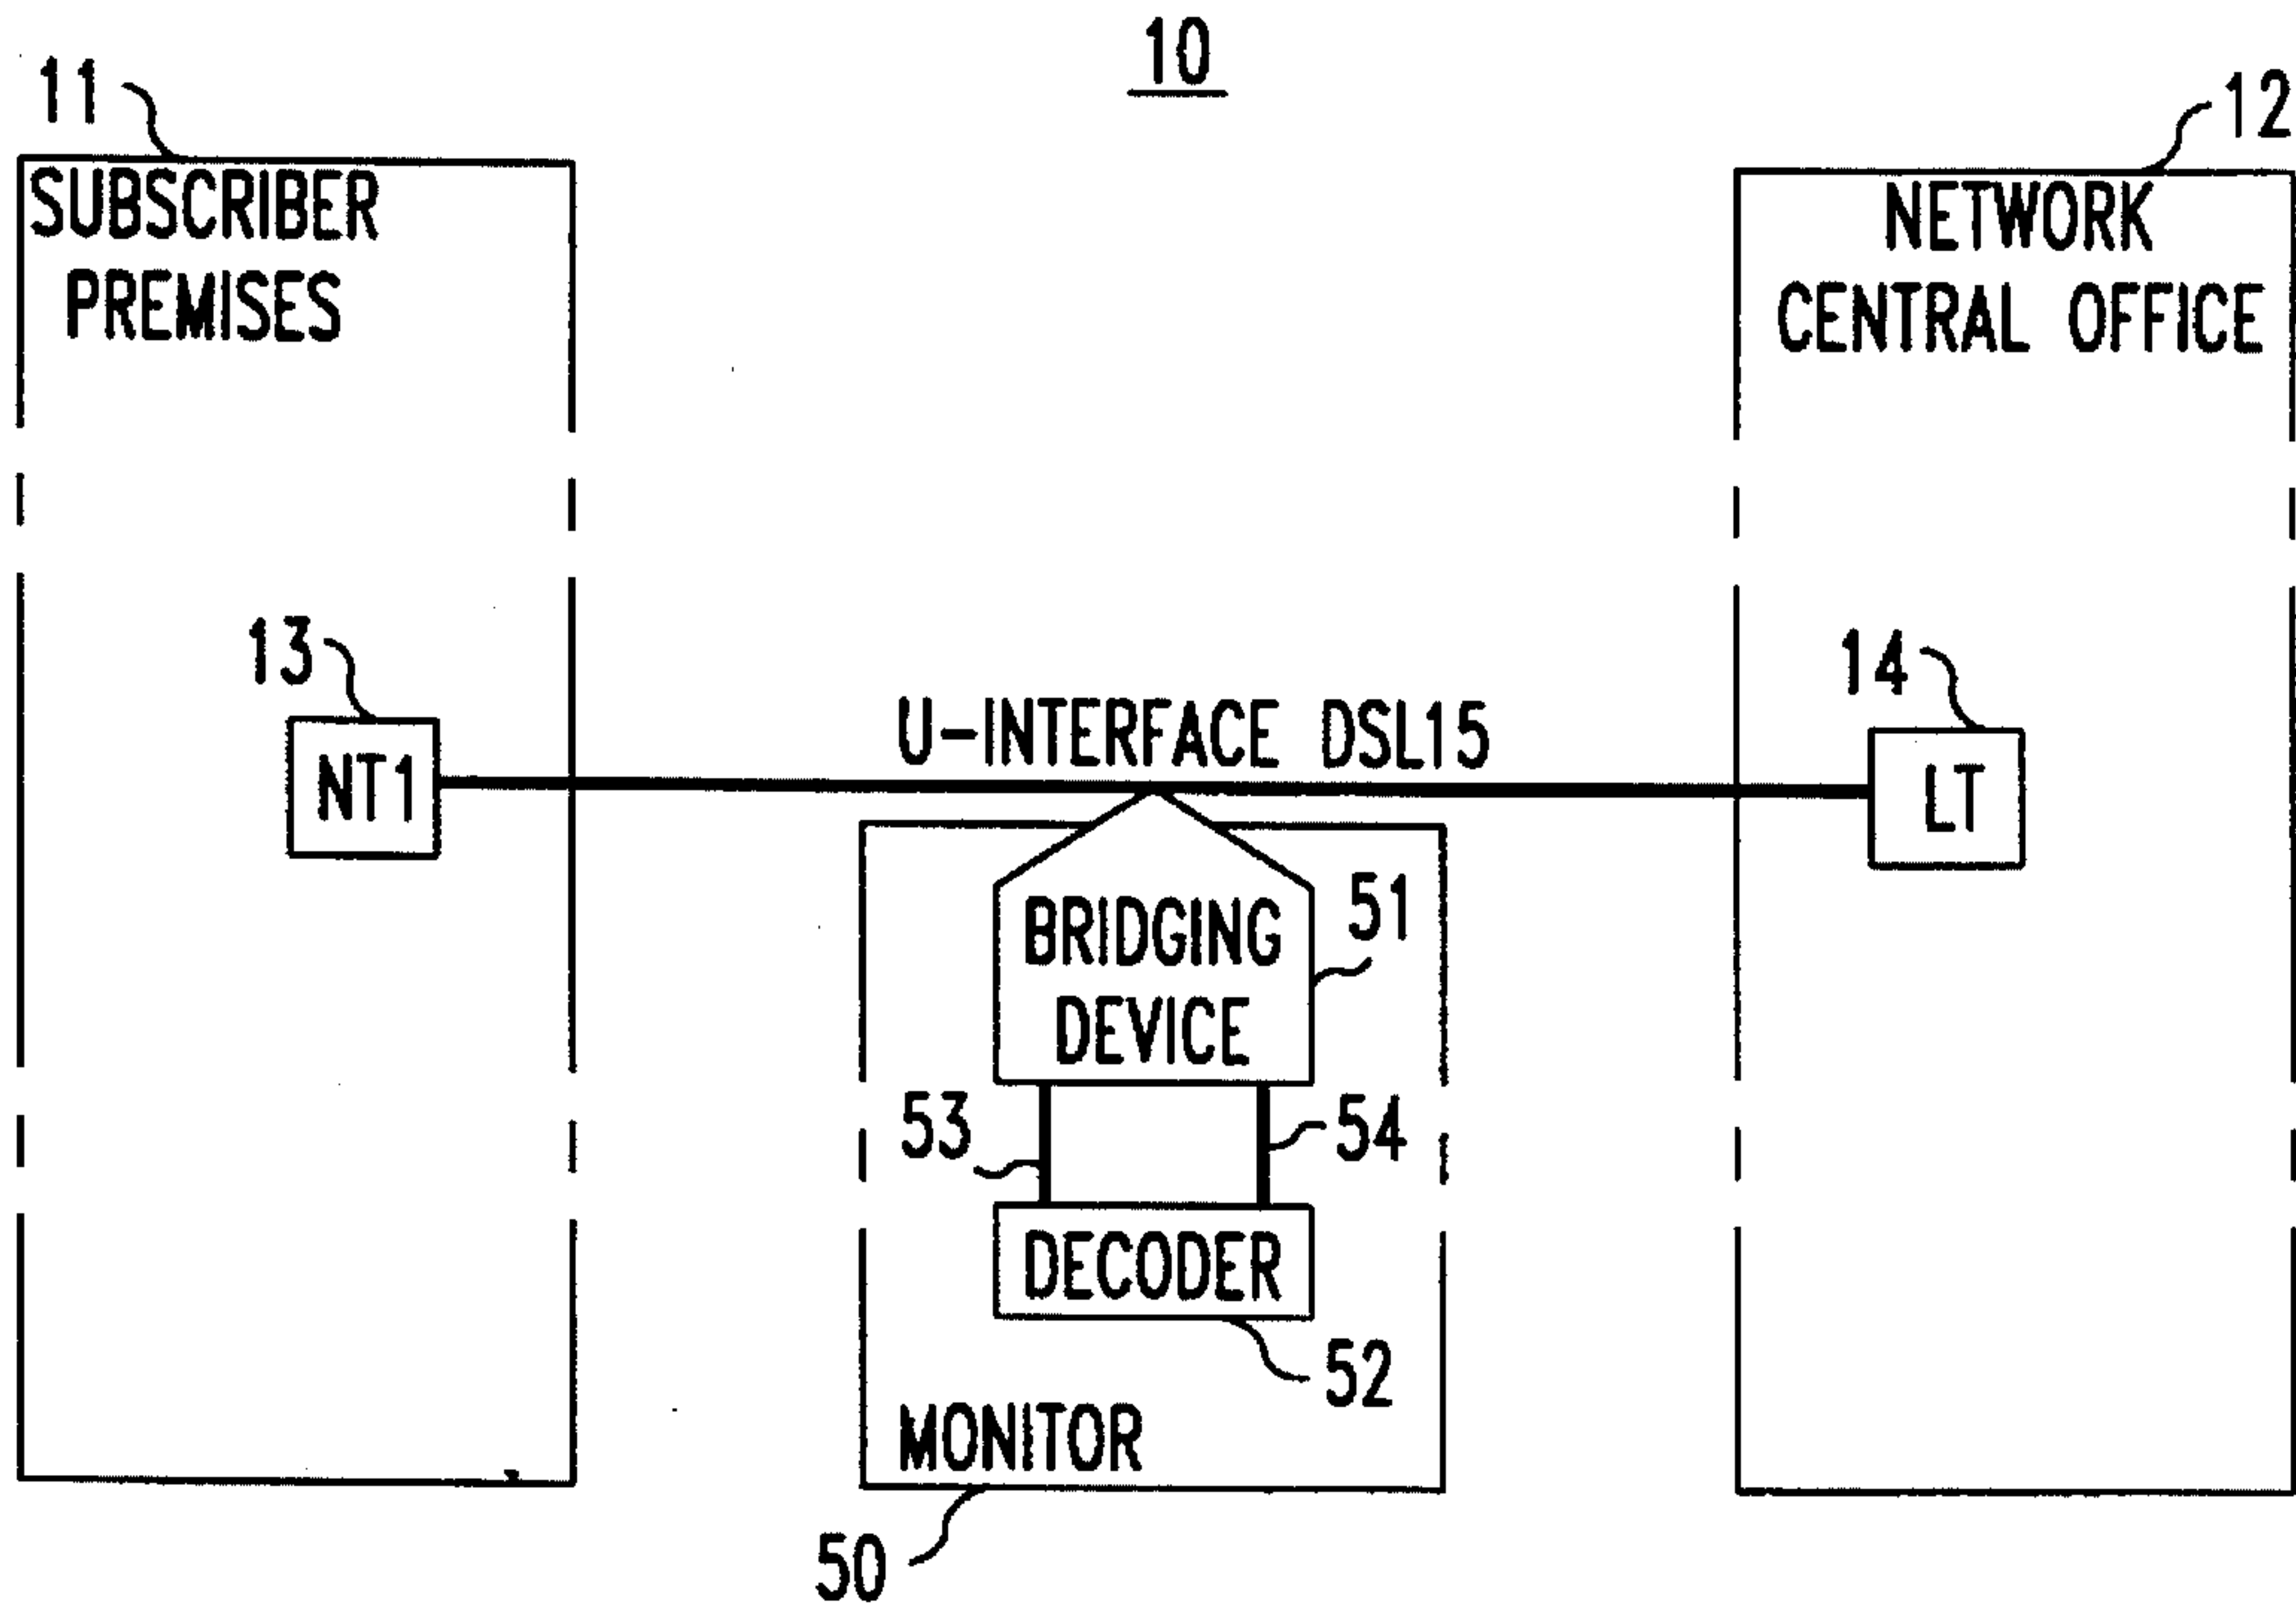 10
11
12
SUBSCRIBER
PREMISES
NETWORK
CENTRAL OFFICE
13
14
NT1
U-INTERFACE DSL15
LT
BRIDGING
DEVICE
51
53
54
DECODER
52
MONITOR
50